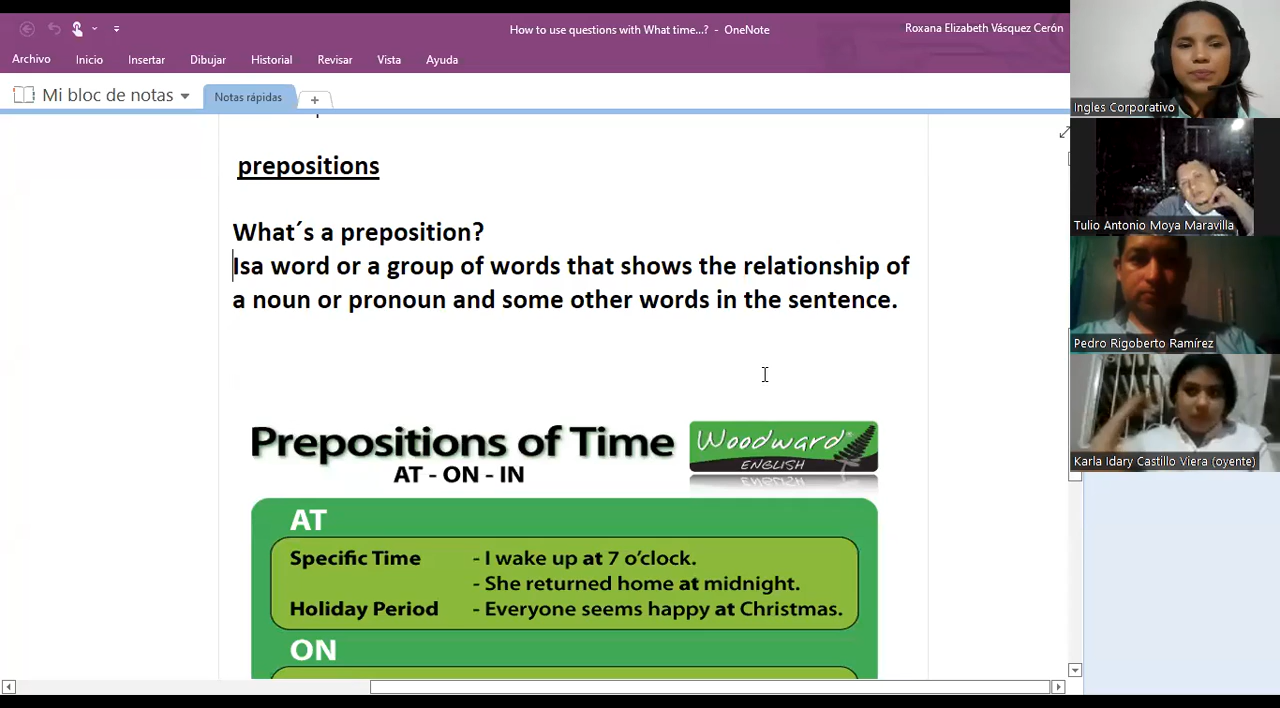 How to use questions with What time...? - OneNote
Roxana Elizabeth Vásquez Cerón
Archivo Inicio Insertar Dibujar Historial Revisar Vista Ayuda
Mi bloc de notas
Notas rápidas
prepositions
What´s a preposition?
Isa word or a group of words that shows the relationship of
a noun or pronoun and some other words in the sentence.
Prepositions of Time
AT - ON - IN
Woodward
ENGLISH
AT
Specific Time - I wake up at 7 o'clock.
- She returned home at midnight.
Holiday Period - Everyone seems happy at Christmas.
ON
Ingles Corporativo
Tulio Antonio Moya Maravilla
Pedro Rigoberto Ramírez
Karla Idary Castillo Viera (oyente)